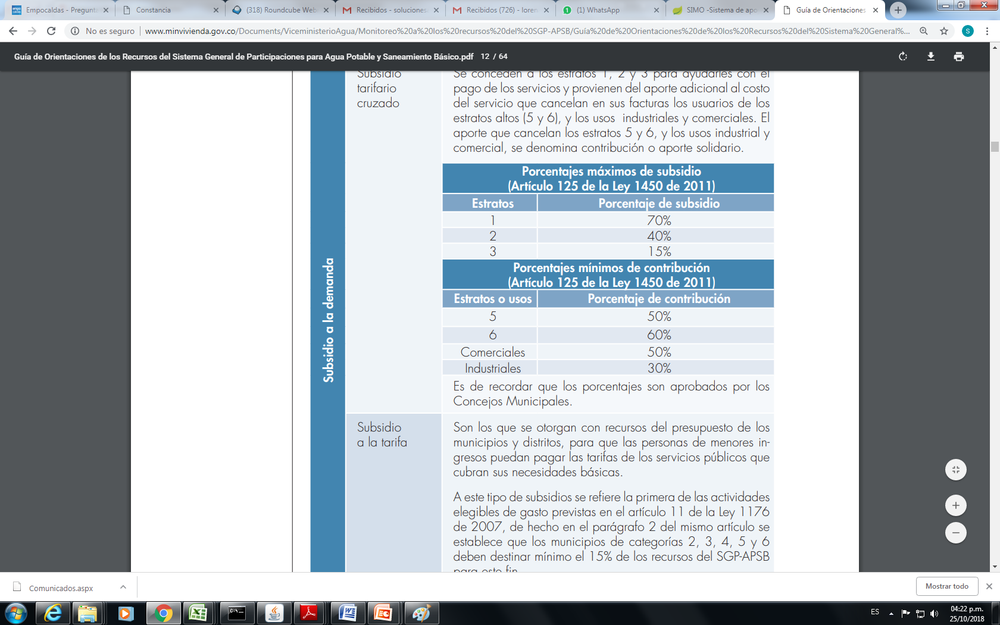 Empocaldas - Pregunt
Constancia
(318) Roundcube Web
Recibidos - soluciones
Recibidos (726) - loren
(1) WhatsApp
SIMO -Sistema de apo
Guía de Orientaciones
No es seguro
www.minvivienda.gov.co/Documents/ViceministerioAgua/Monitoreo%20a%20los%20recursos%20del%20SGP-APSB/Guía%20de%20Orientaciones%20de%20los%20Recursos%20del%20Sistema%20General%...
S
Guía de Orientaciones de los Recursos del Sistema General de Participaciones para Agua Potable y Saneamiento Básico.pdf 12 / 64
Subsidio a la demanda
Subsidio
tarifario
cruzado
Se conceden a los estratos 1, 2 y 3 para ayudarles con el
pago de los servicios y provienen del aporte adicional al costo
del servicio que cancelan en sus facturas los usuarios de los
estratos altos (5 y 6), y los usos industriales y comerciales. El
aporte que cancelan los estratos 5 y 6, y los usos industrial y
comercial, se denomina contribución o aporte solidario.
Porcentajes máximos de subsidio
(Artículo 125 de la Ley 1450 de 2011)
Estratos Porcentaje de subsidio
1 70%
2 40%
3 15%
Porcentajes mínimos de contribución
(Artículo 125 de la Ley 1450 de 2011)
Estratos o usos Porcentaje de contribución
5 50%
6 60%
Comerciales 50%
Industriales 30%
Es de recordar que los porcentajes son aprobados por los
Concejos Municipales.
Subsidio
a la tarifa
Son los que se otorgan con recursos del presupuesto de los
municipios y distritos, para que las personas de menores in-
gresos puedan pagar las tarifas de los servicios públicos que
cubran sus necesidades básicas.
A este tipo de subsidios se refiere la primera de las actividades
elegibles de gasto previstas en el artículo 11 de la Ley 1176
de 2007, de hecho en el parágrafo 2 del mismo artículo se
establece que los municipios de categorías 2, 3, 4, 5 y 6
deben destinar mínimo el 15% de los recursos del SGP-APSB
para este fin
Comunicados.aspx
Mostrar todo
ES
04:22 p.m.
25/10/2018